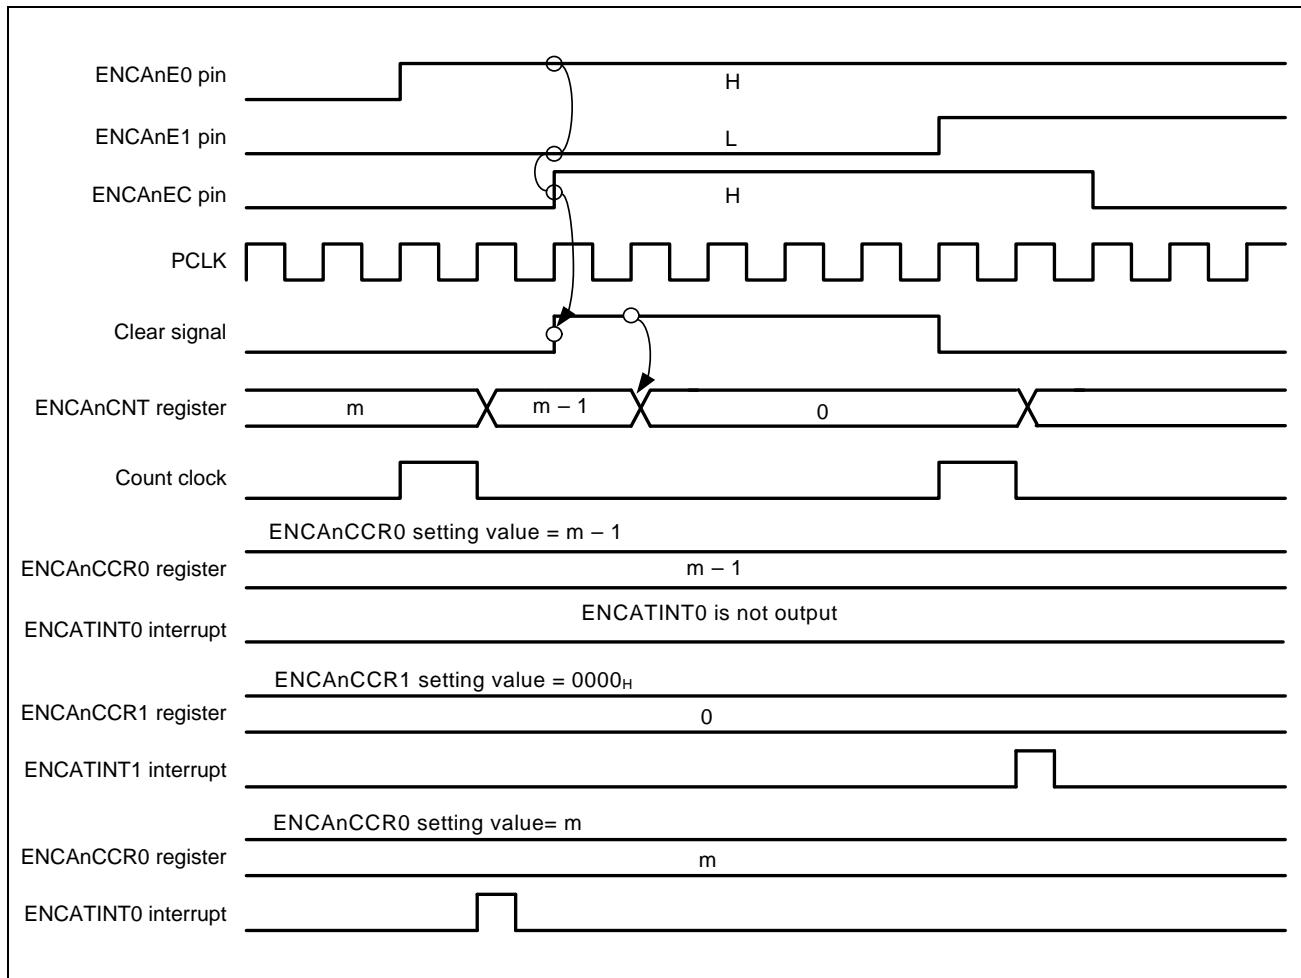 ENCAnE0 pin
H
ENCAnE1 pin
L
ENCAnEC pin
H
PCLK
Clear signal
ENCAnCNT register
m
m – 1
0
Count clock
ENCAnCCR0 setting value = m – 1
ENCAnCCR0 register
m – 1
ENCATINT0 is not output
ENCATINT0 interrupt
ENCAnCCR1 setting value = 0000H
ENCAnCCR1 register
0
ENCATINT1 interrupt
ENCAnCCR0 setting value= m
ENCAnCCR0 register
m
ENCATINT0 interrupt